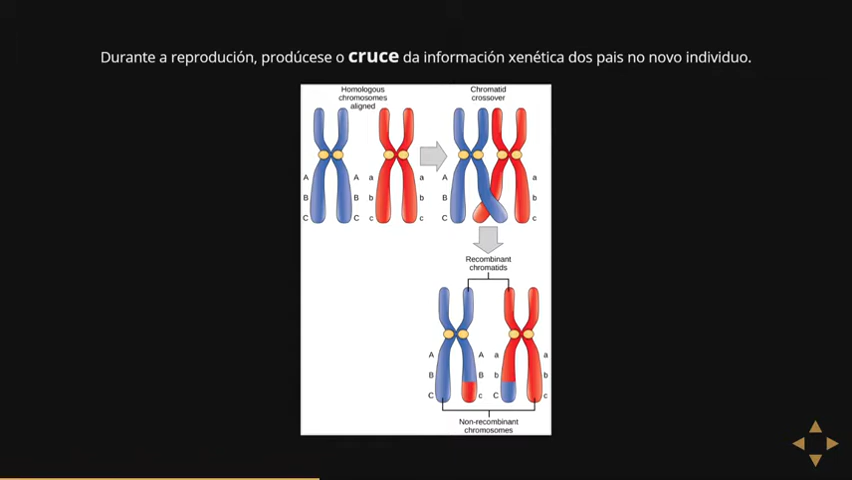 Durante a reprodución, prodúcese o cruce da información xenética dos pais no novo individuo.
Homologous
chromosomes
aligned
Chromatid
crossover
A A a a A a
B B b b B b
C C c c C c
Recombinant
chromatids
A A a a
B B b b
C c C c
Non-recombinant
chromosomes